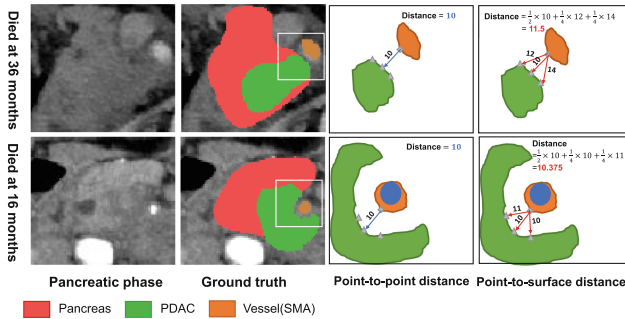 Died at 36 months
Distance = 10
10
Distance = 1/2 × 10 + 1/4 × 12 + 1/4 × 14
= 11.5
12
10
14
Died at 16 months
Distance = 10
10
Distance
= 1/2 × 10 + 1/4 × 10 + 1/4 × 11
=10.375
11
10
10
Pancreatic phase
Ground truth
Point-to-point distance
Point-to-surface distance
Pancreas
PDAC
Vessel(SMA)